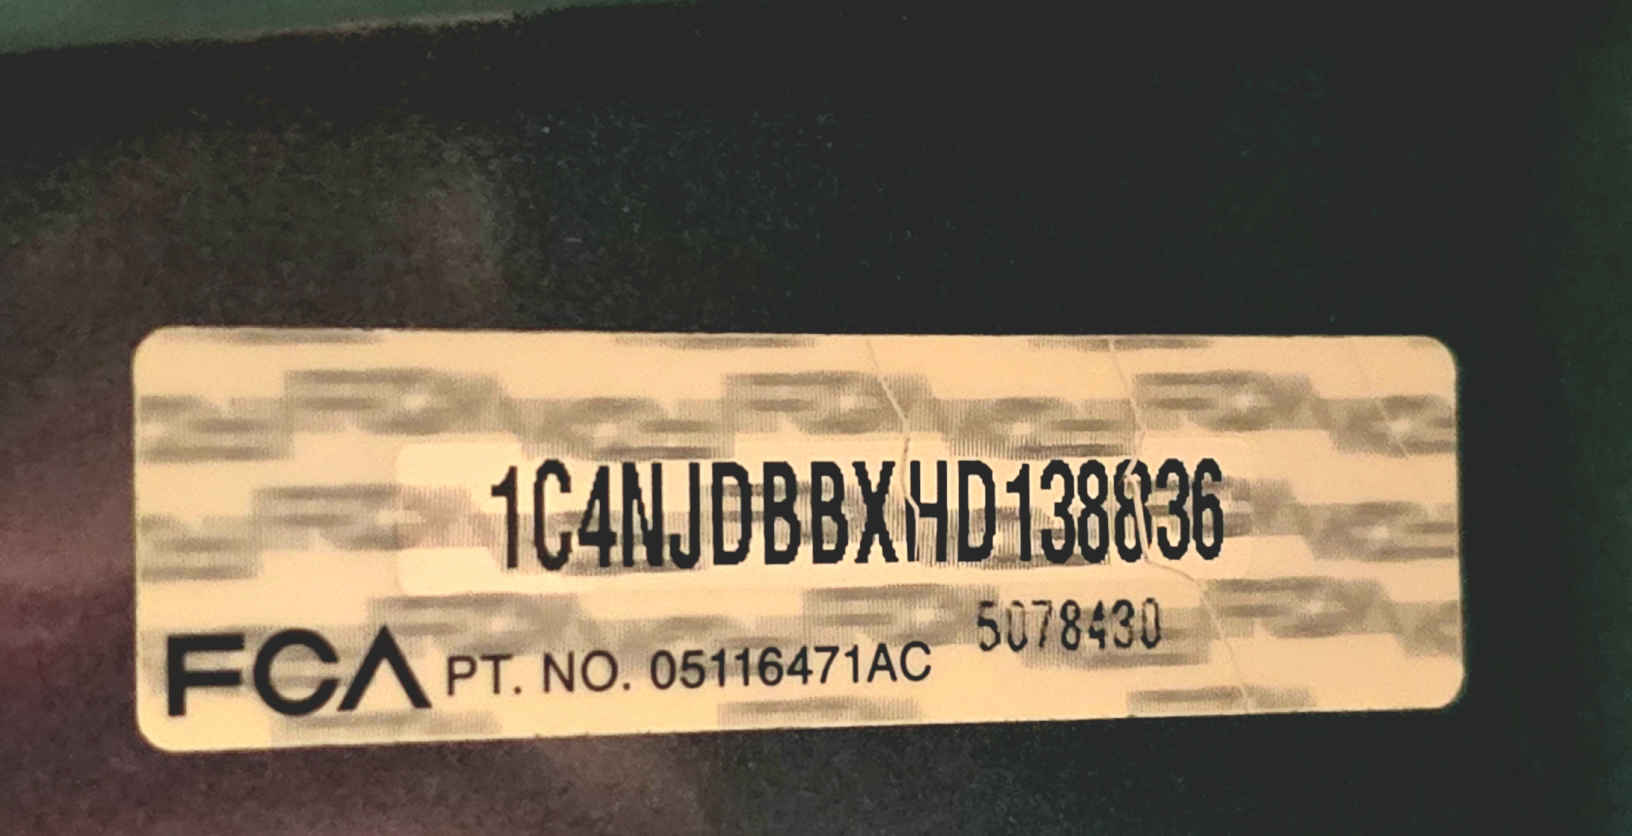 1C4NJDBBXHD138836
5078430
FCA PT. NO. 05116471AC